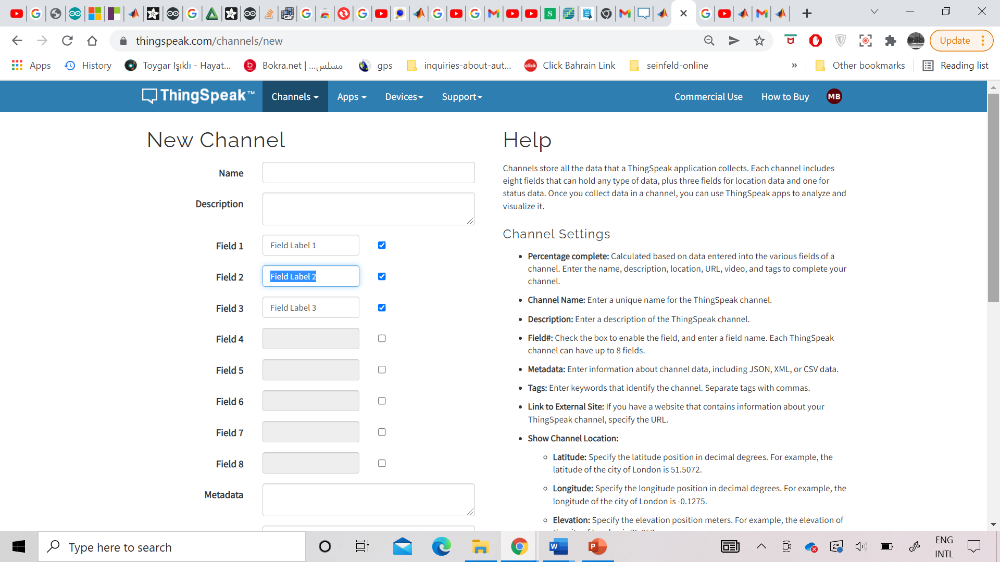 thingspeak.com/channels/new
Update
Apps
History
Toygar Işıklı - Hayat...
Bokra.net | ...مسلس
gps
inquiries-about-aut...
click
Click Bahrain Link
seinfeld-online
»
Other bookmarks
Reading list
ThingSpeak™
Channels
Apps
Devices
Support
Commercial Use
How to Buy
MB
New Channel
Name
Description
Field 1
Field Label 1
Field 2
Field Label 2
Field 3
Field Label 3
Field 4
Field 5
Field 6
Field 7
Field 8
Metadata
Help
Channels store all the data that a ThingSpeak application collects. Each channel includes
eight fields that can hold any type of data, plus three fields for location data and one for
status data. Once you collect data in a channel, you can use ThingSpeak apps to analyze and
visualize it.
Channel Settings
• Percentage complete: Calculated based on data entered into the various fields of a
channel. Enter the name, description, location, URL, video, and tags to complete your
channel.
• Channel Name: Enter a unique name for the ThingSpeak channel.
• Description: Enter a description of the ThingSpeak channel.
• Field#: Check the box to enable the field, and enter a field name. Each ThingSpeak
channel can have up to 8 fields.
• Metadata: Enter information about channel data, including JSON, XML, or CSV data.
• Tags: Enter keywords that identify the channel. Separate tags with commas.
• Link to External Site: If you have a website that contains information about your
ThingSpeak channel, specify the URL.
• Show Channel Location:
◦ Latitude: Specify the latitude position in decimal degrees. For example, the
latitude of the city of London is 51.5072.
◦ Longitude: Specify the longitude position in decimal degrees. For example, the
longitude of the city of London is -0.1275.
◦ Elevation: Specify the elevation position meters. For example, the elevation of
Type here to search
ENG
INTL